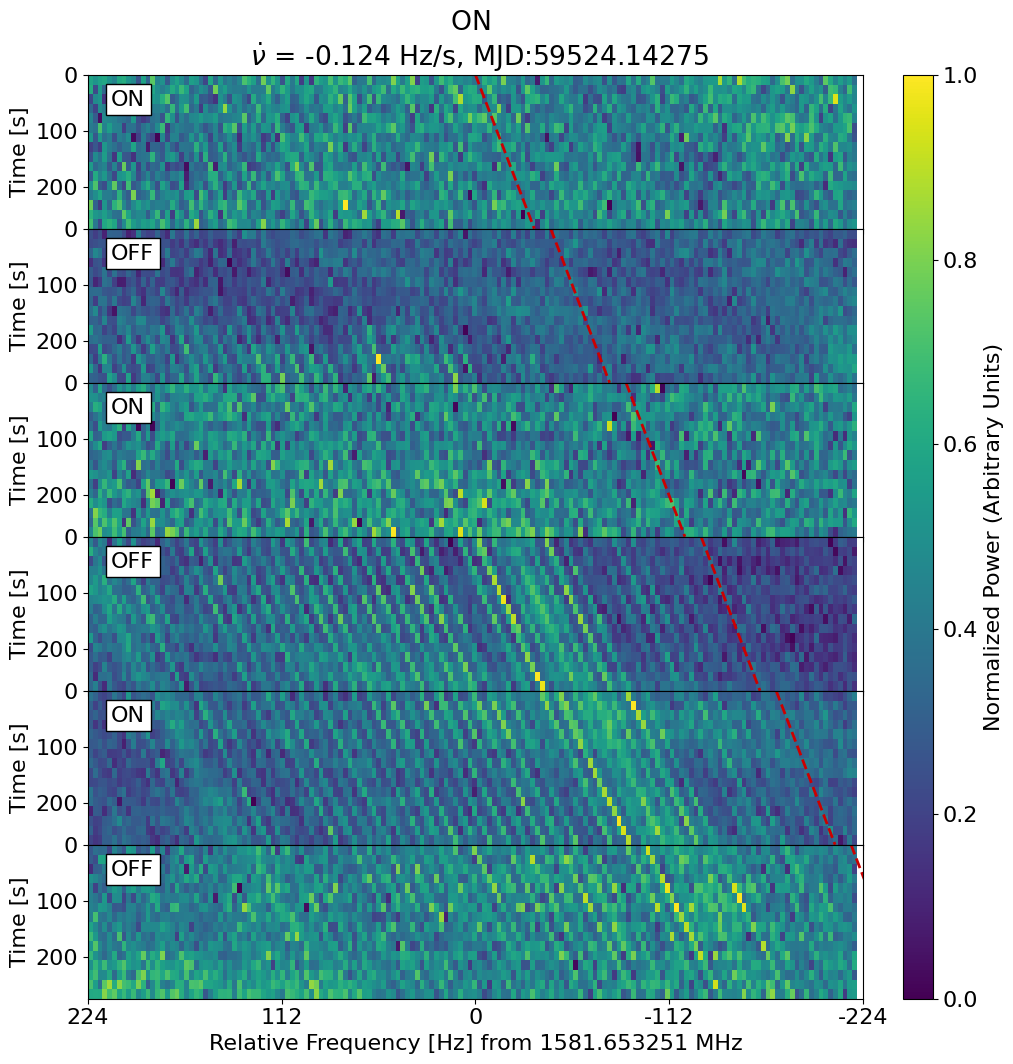 ON
ν̇ = -0.124 Hz/s, MJD:59524.14275
0
ON
100
Time [s]
200
0
OFF
100
Time [s]
200
0
ON
100
Time [s]
200
0
OFF
100
Time [s]
200
0
ON
100
Time [s]
200
0
OFF
100
Time [s]
200
224 112 0 -112 -224
Relative Frequency [Hz] from 1581.653251 MHz
1.0
0.8
0.6
0.4
0.2
0.0
Normalized Power (Arbitrary Units)